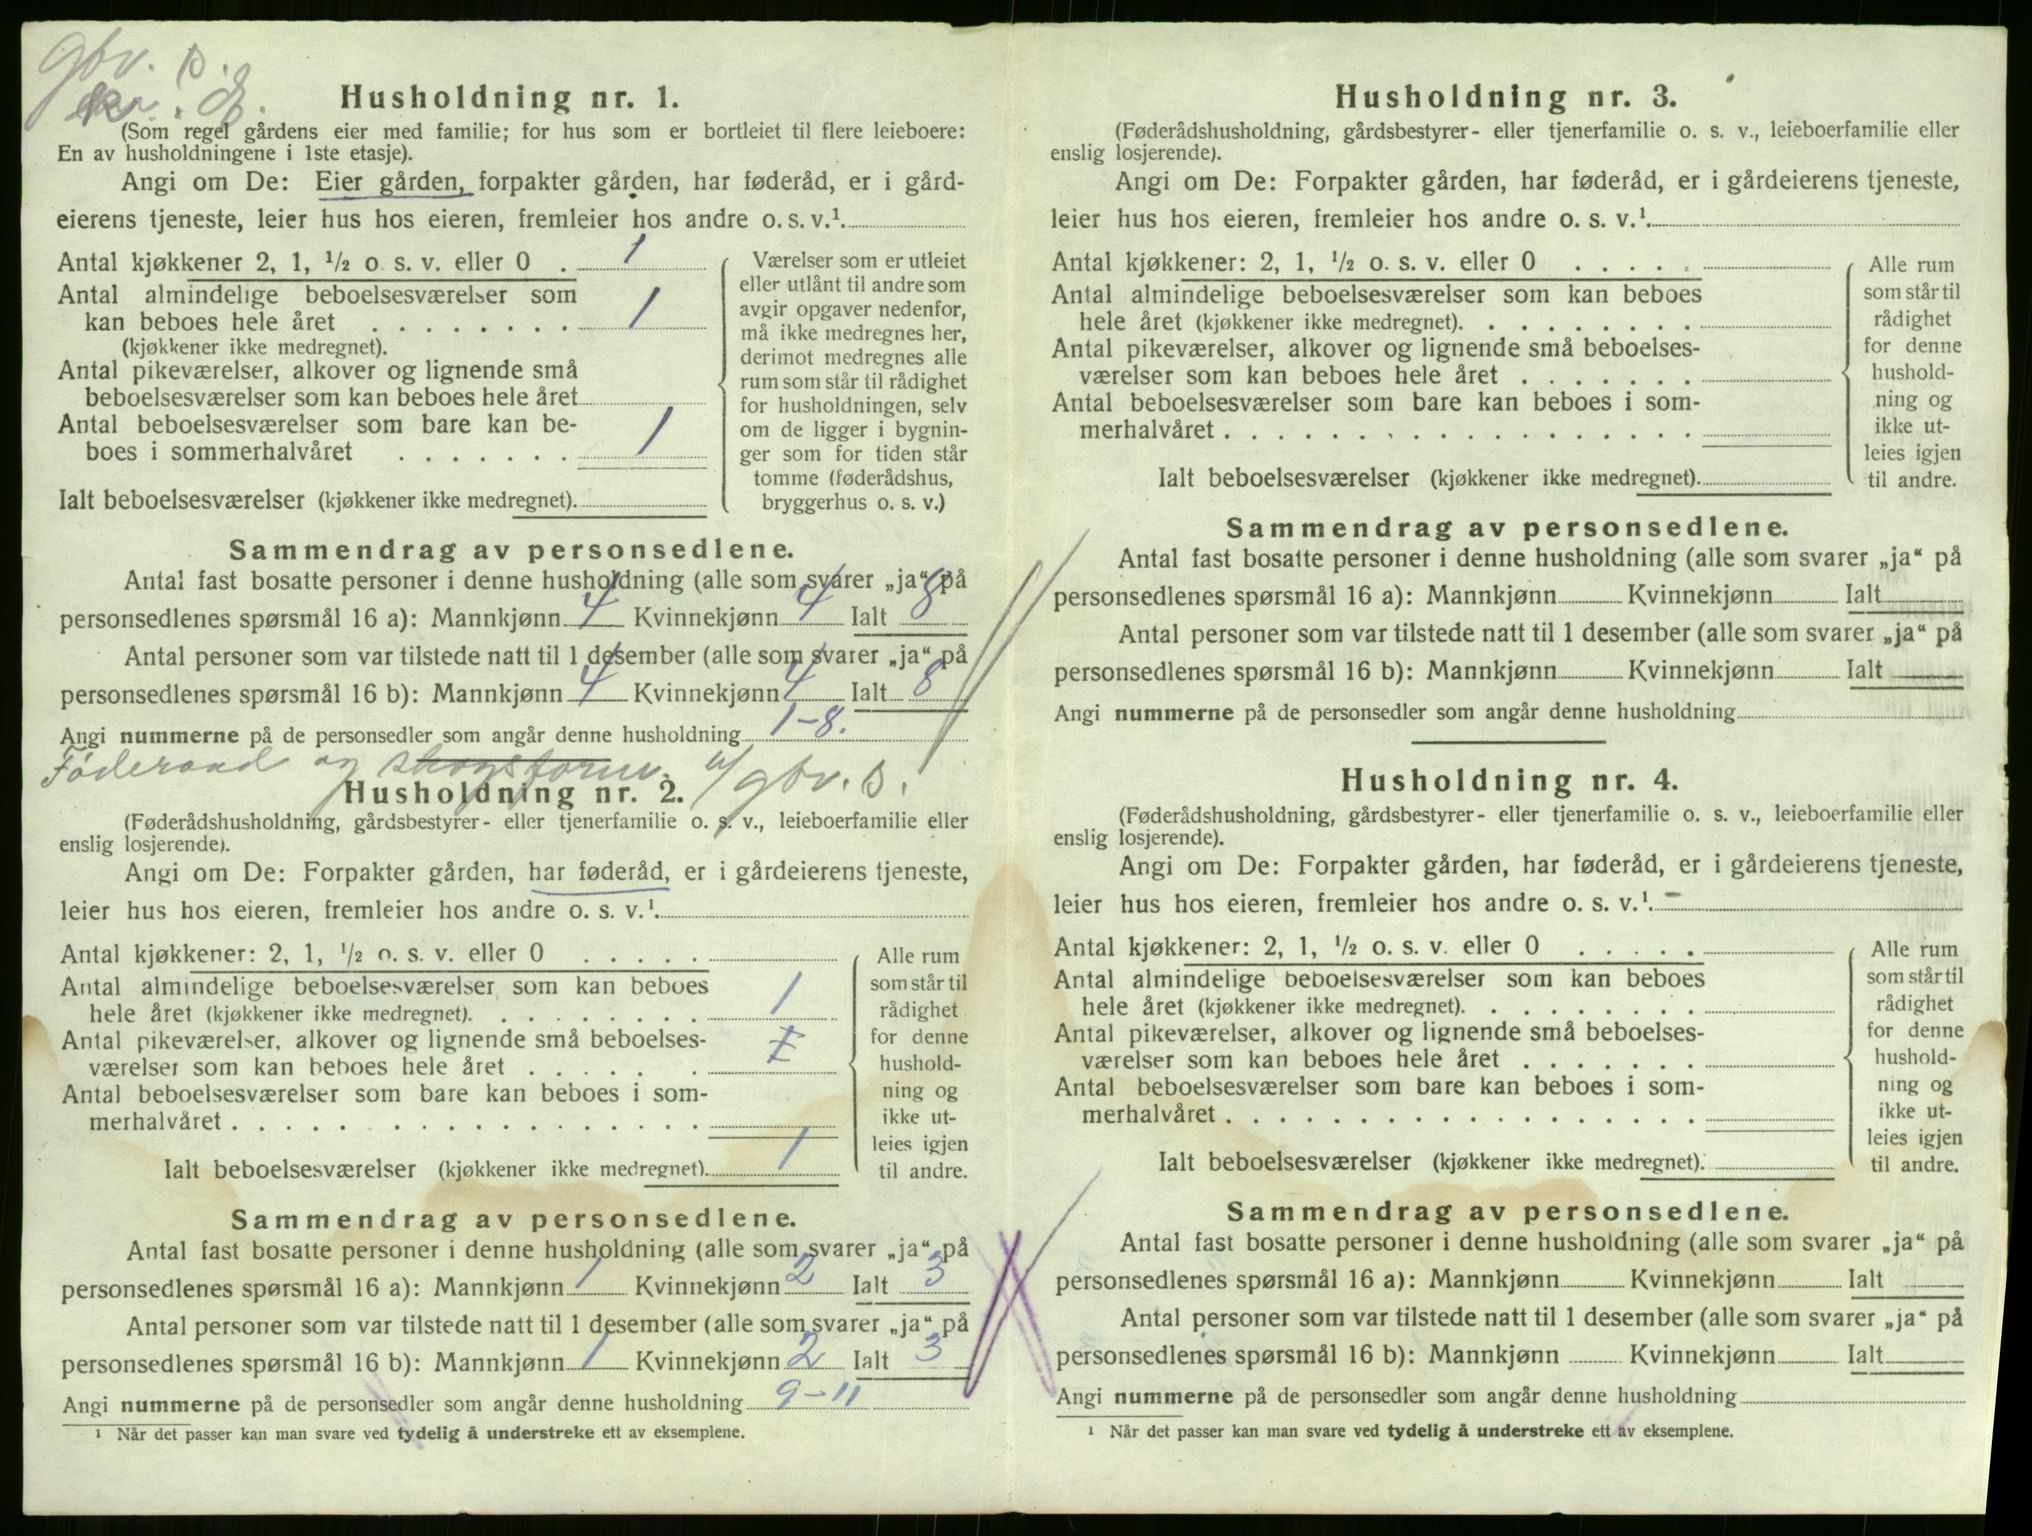 gbv. s.
Husholdning nr. 1.
(Som regel gårdens eier med familie; for hus som er bortleiet til flere leieboere:
En av husholdningene i 1ste etasje).
Angi om De: Eier gården, forpakter gården, har føderåd, er i gård-
eierens tjeneste, leier hus hos eieren, fremleier hos andre o. s. v.¹.
Antal kjøkkener 2, 1, ½ o s. v. eller 0 . 1
Antal almindelige beboelsesværelser som
kan beboes hele året . . . . . . . . 1
(kjøkkener ikke medregnet).
Antal pikeværelser, alkover og lignende små
beboelsesværelser som kan beboes hele året
Antal beboelsesværelser som bare kan be-
boes i sommerhalvåret . . . . . . . 1
Ialt beboelsesværelser (kjøkkener ikke medregnet).
Værelser som er utleiet
eller utlånt til andre som
avgir opgaver nedenfor,
må ikke medregnes her,
derimot medregnes alle
rum som står til rådighet
for husholdningen, selv
om de ligger i bygnin-
ger som for tiden står
tomme (føderådshus,
bryggerhus o. s. v.)
Sammendrag av personsedlene.
Antal fast bosatte personer i denne husholdning (alle som svarer „ja“ på
personsedlenes spørsmål 16 a): Mannkjønn 4 Kvinnekjønn 4 Ialt 8
Antal personer som var tilstede natt til 1 desember (alle som svarer „ja“ på
personsedlenes spørsmål 16 b): Mannkjønn 4 Kvinnekjønn 4 Ialt 8
Angi nummerne på de personsedler som angår denne husholdning 1-8.
Føderaad og u/gbv. s.
Husholdning nr. 2.
(Føderådshusholdning, gårdsbestyrer- eller tjenerfamilie o. s. v., leieboerfamilie eller
enslig losjerende).
Angi om De: Forpakter gården, har føderåd, er i gårdeierens tjeneste,
leier hus hos eieren, fremleier hos andre o. s. v.¹.
Antal kjøkkener: 2, 1, ½ o. s. v. eller 0 . . . . .
Antal almindelige beboelsesværelser som kan beboes
hele året (kjøkkener ikke medregnet). . . . . . . . . 1
Antal pikeværelser, alkover og lignende små beboelses-
værelser som kan beboes hele året . . . . . .
Antal beboelsesværelser som bare kan beboes i som-
merhalvåret . . . . . . . . . . . . . . . . .
Ialt beboelsesværelser (kjøkkener ikke medregnet). 1
Alle rum
som står til
rådighet
for denne
hushold-
ning og
ikke ut-
leies igjen
til andre.
Sammendrag av personsedlene.
Antal fast bosatte personer i denne husholdning (alle som svarer „ja“ på
personsedlenes spørsmål 16 a): Mannkjønn 1 Kvinnekjønn 2 Ialt 3
Antal personer som var tilstede natt til 1 desember (alle som svarer „ja“ på
personsedlenes spørsmål 16 b): Mannkjønn 1 Kvinnekjønn 2 Ialt 3
Angi nummerne på de personsedler som angår denne husholdning 9-11
¹ Når det passer kan man svare ved tydelig å understreke ett av eksemplene.
Husholdning nr. 3.
(Føderådshusholdning, gårdsbestyrer- eller tjenerfamilie o. s. v., leieboerfamilie eller
enslig losjerende).
Angi om De: Forpakter gården, har føderåd, er i gårdeierens tjeneste,
leier hus hos eieren, fremleier hos andre o. s. v.¹.
Antal kjøkkener: 2, 1, ½ o. s. v. eller 0 . . . . .
Antal almindelige beboelsesværelser som kan beboes
hele året (kjøkkener ikke medregnet). . . . . . . . .
Antal pikeværelser, alkover og lignende små beboelses-
værelser som kan beboes hele året . . . . . . .
Antal beboelsesværelser som bare kan beboes i som-
merhalvåret . . . . . . . . . . . . . . . . . .
Ialt beboelsesværelser (kjøkkener ikke medregnet).
Alle rum
som står til
rådighet
for denne
hushold-
ning og
ikke ut-
leies igjen
til andre.
Sammendrag av personsedlene.
Antal fast bosatte personer i denne husholdning (alle som svarer „ja“ på
personsedlenes spørsmål 16 a): Mannkjønn Kvinnekjønn Ialt
Antal personer som var tilstede natt til 1 desember (alle som svarer „ja“ på
personsedlenes spørsmål 16 b): Mannkjønn Kvinnekjønn Ialt
Angi nummerne på de personsedler som angår denne husholdning
Husholdning nr. 4.
(Føderådshusholdning, gårdsbestyrer- eller tjenerfamilie o. s. v., leieboerfamilie eller
enslig losjerende).
Angi om De: Forpakter gården, har føderåd, er i gårdeierens tjeneste,
leier hus hos eieren, fremleier hos andre o. s. v.¹.
Antal kjøkkener: 2, 1, ½ o. s. v. eller 0 . . . . .
Antal almindelige beboelsesværelser som kan beboes
hele året (kjøkkener ikke medregnet). . . . . . . . .
Antal pikeværelser, alkover og lignende små beboelses-
værelser som kan beboes hele året . . . . . . .
Antal beboelsesværelser som bare kan beboes i som-
merhalvåret . . . . . . . . . . . . . . . . . .
Ialt beboelsesværelser (kjøkkener ikke medregnet).
Alle rum
som står til
rådighet
for denne
hushold-
ning og
ikke ut-
leies igjen
til andre.
Sammendrag av personsedlene.
Antal fast bosatte personer i denne husholdning (alle som svarer „ja“ på
personsedlenes spørsmål 16 a): Mannkjønn Kvinnekjønn Ialt
Antal personer som var tilstede natt til 1 desember (alle som svarer „ja“ på
personsedlenes spørsmål 16 b): Mannkjønn Kvinnekjønn Ialt
Angi nummerne på de personsedler som angår denne husholdning
¹ Når det passer kan man svare ved tydelig å understreke ett av eksemplene.